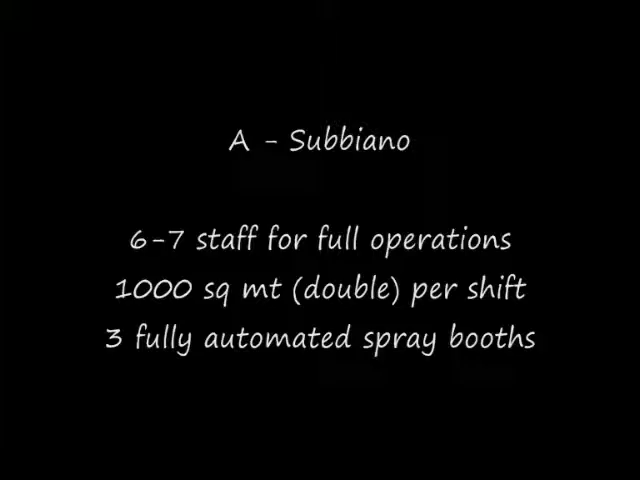 A - Subbiano
6-7 staff for full operations
1000 sq mt (double) per shift
3 fully automated spray booths